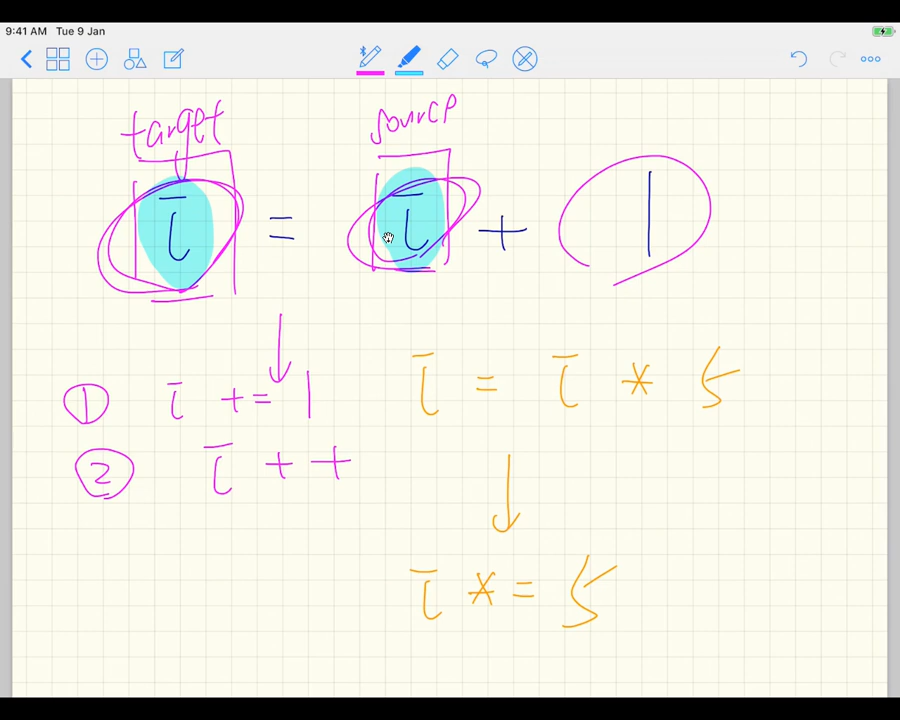 9:41 AM Tue 9 Jan
target source
i = i + 1
① i += 1
i = i * 5
② i ++
i *= 5